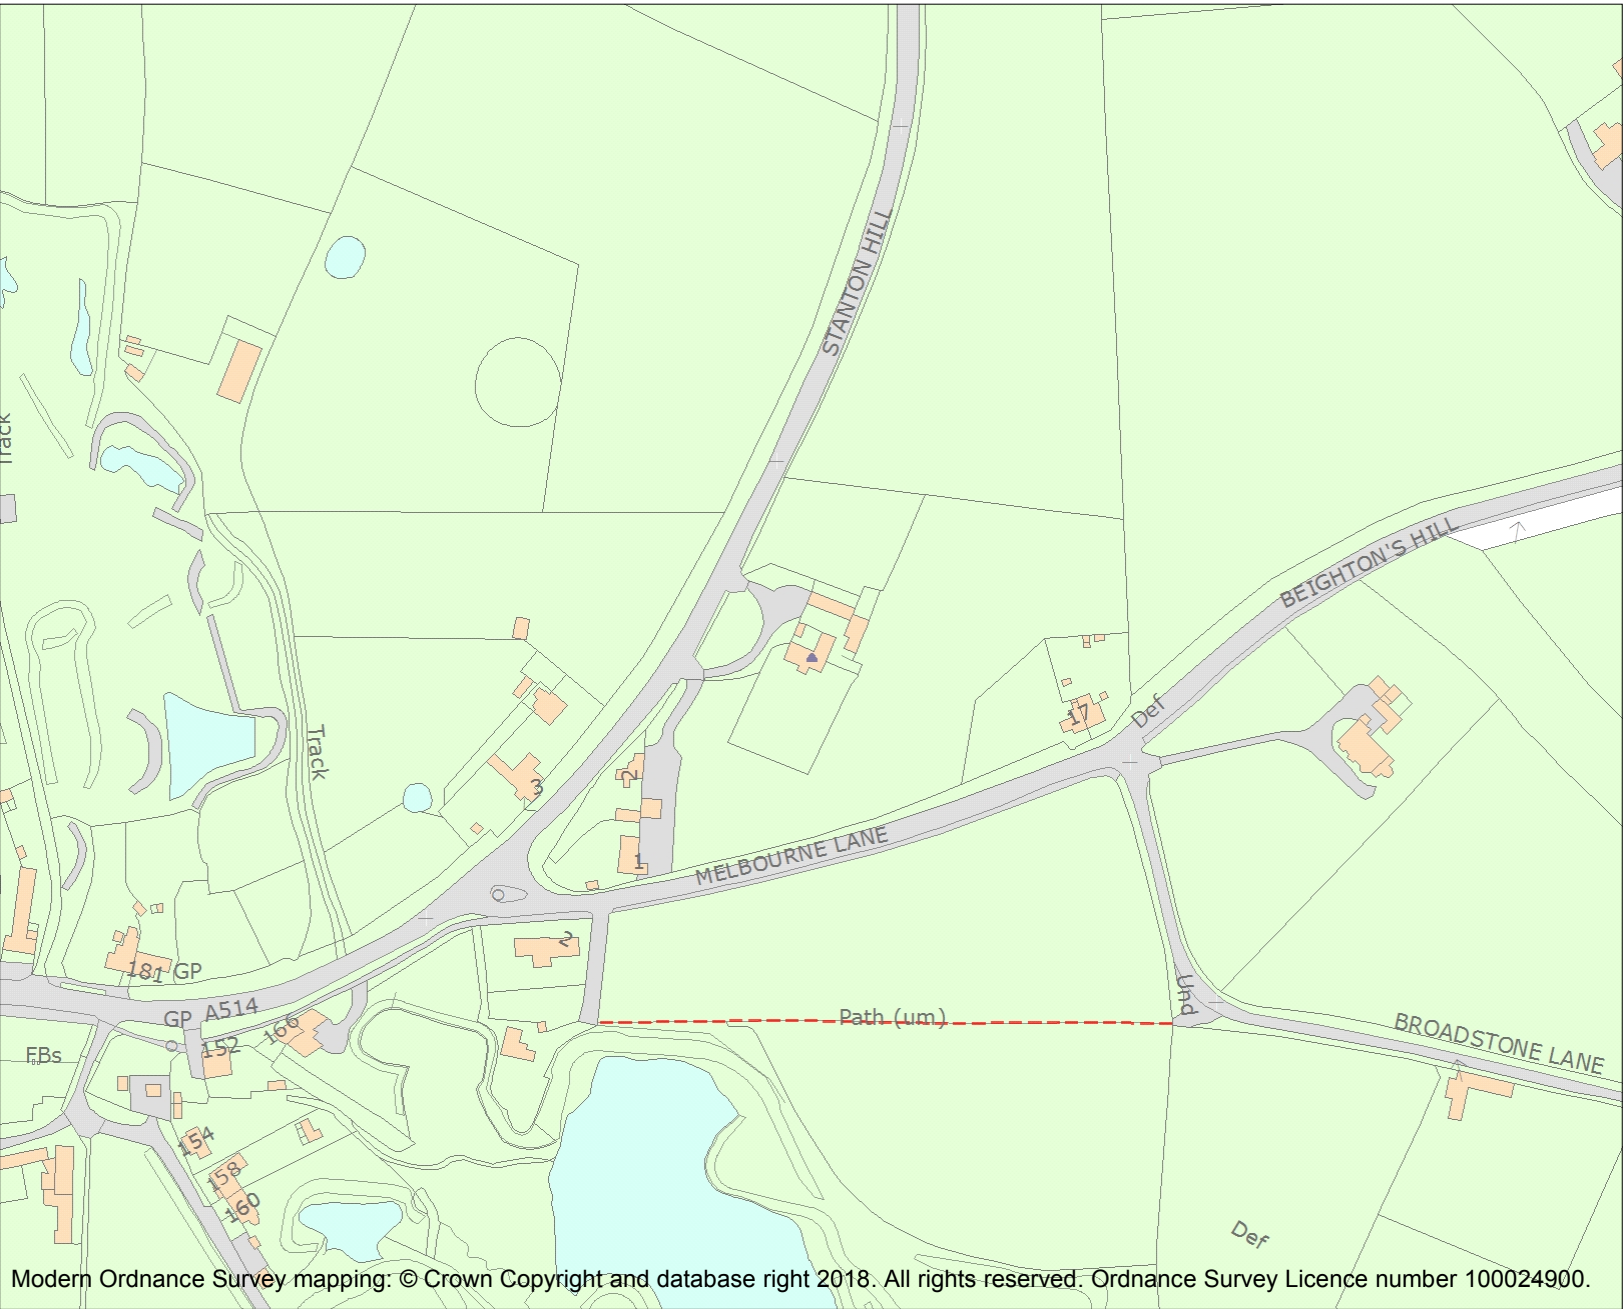 STANTON HILL
Track
BEIGHTON'S HILL
Def
17
Track
2
3
1
MELBOURNE LANE
2
181 GP
GP A514
166
152
FBs
Und
Path (um)
BROADSTONE LANE
154
158
160
Def
Modern Ordnance Survey mapping: © Crown Copyright and database right 2018. All rights reserved. Ordnance Survey Licence number 100024900.